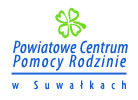 Powiatowe Centrum
Pomocy Rodzinie
w Suwałkach